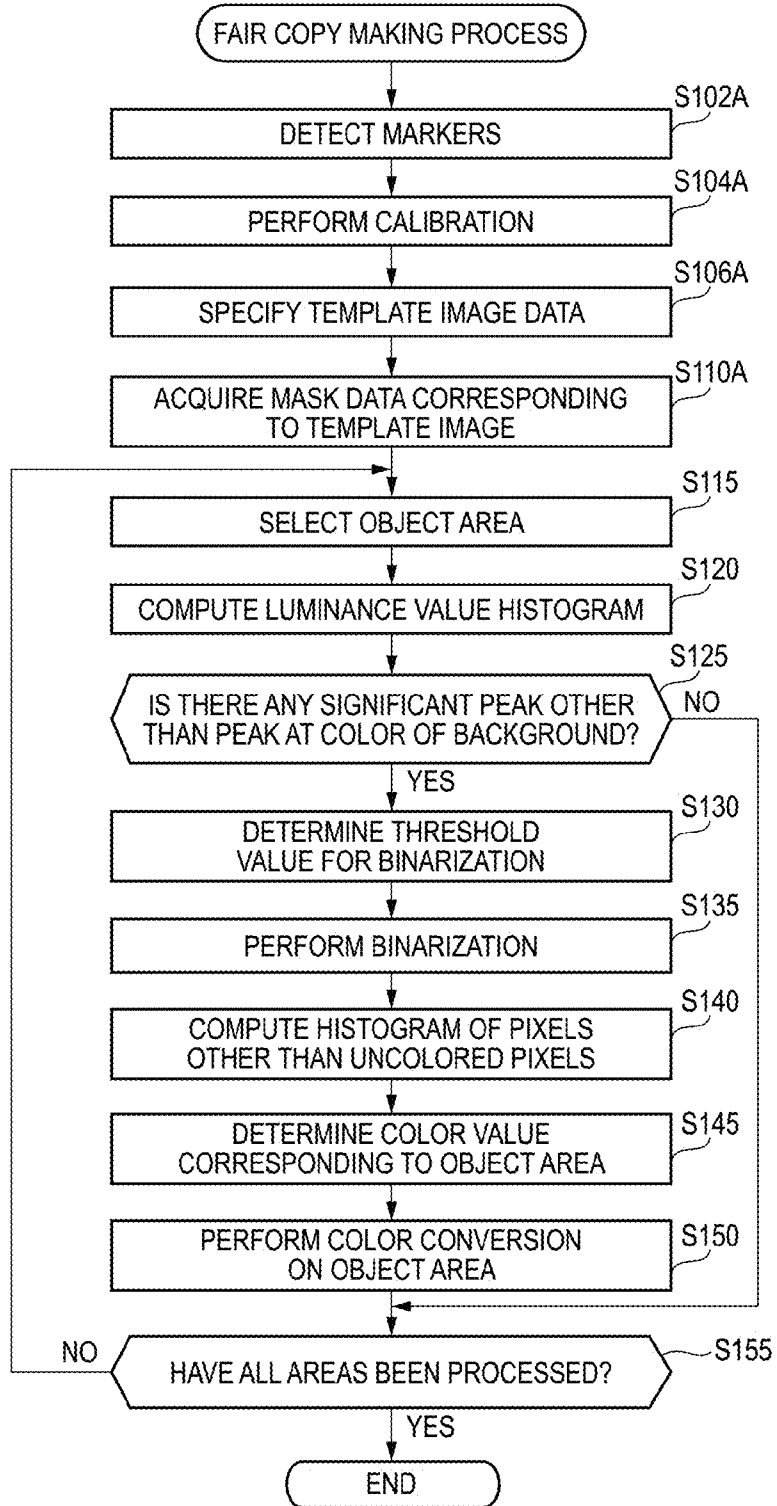 FAIR COPY MAKING PROCESS
S102A
DETECT MARKERS
S104A
PERFORM CALIBRATION
S106A
SPECIFY TEMPLATE IMAGE DATA
S110A
ACQUIRE MASK DATA CORRESPONDING
TO TEMPLATE IMAGE
S115
SELECT OBJECT AREA
S120
COMPUTE LUMINANCE VALUE HISTOGRAM
S125
IS THERE ANY SIGNIFICANT PEAK OTHER
THAN PEAK AT COLOR OF BACKGROUND?
NO
YES
S130
DETERMINE THRESHOLD
VALUE FOR BINARIZATION
S135
PERFORM BINARIZATION
S140
COMPUTE HISTOGRAM OF PIXELS
OTHER THAN UNCOLORED PIXELS
S145
DETERMINE COLOR VALUE
CORRESPONDING TO OBJECT AREA
S150
PERFORM COLOR CONVERSION
ON OBJECT AREA
NO
S155
HAVE ALL AREAS BEEN PROCESSED?
YES
END